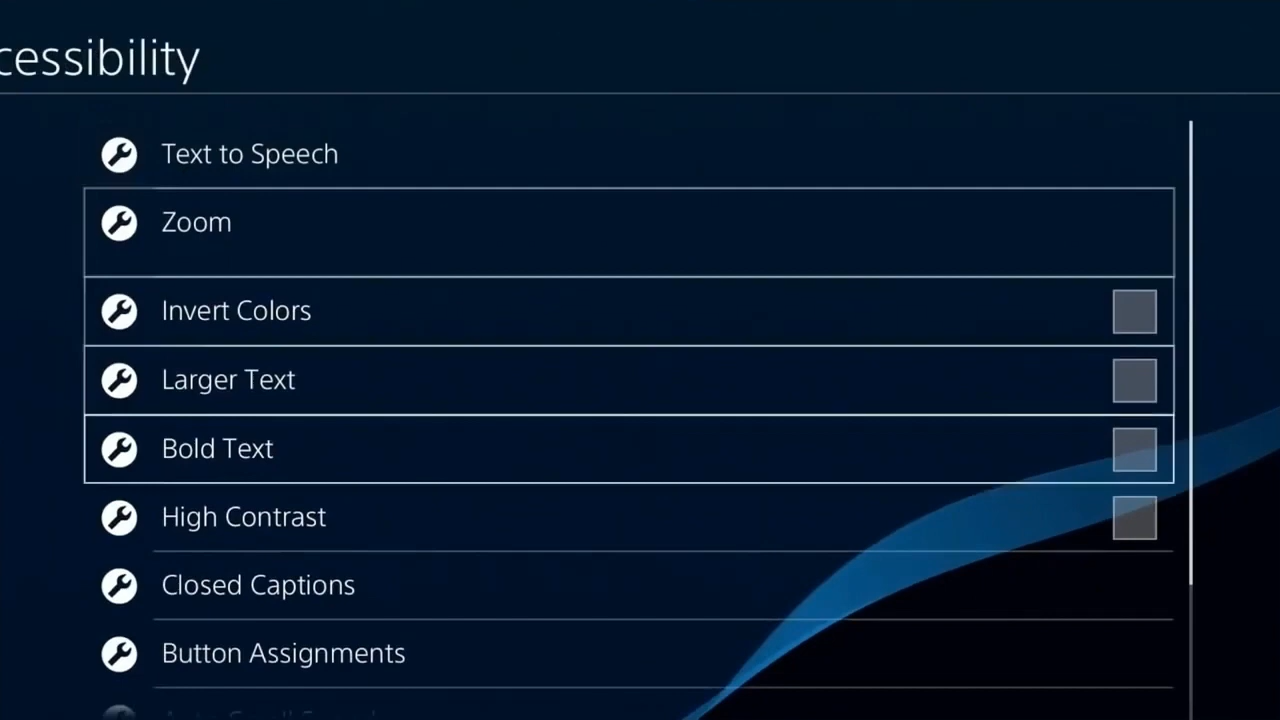 cessibility
Text to Speech
Zoom
Invert Colors
Larger Text
Bold Text
High Contrast
Closed Captions
Button Assignments